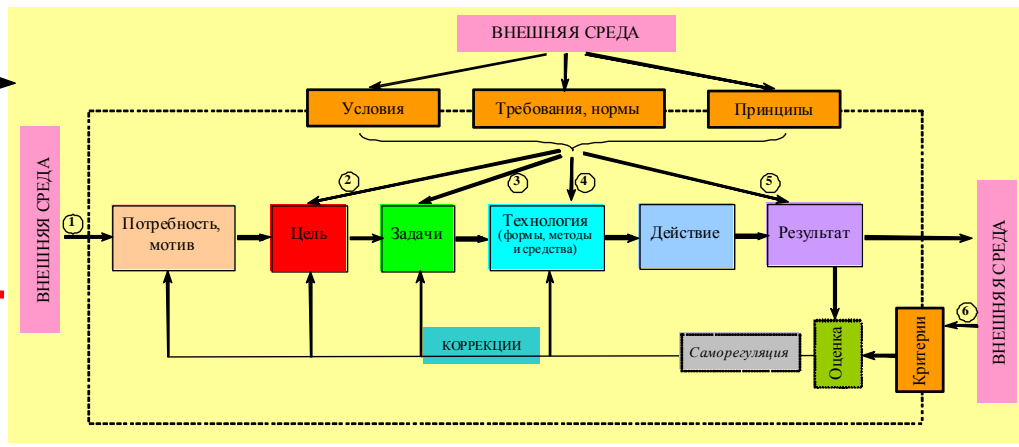 ВНЕШНЯЯ СРЕДА
Условия
Требования, нормы
Принципы
ВНЕШНЯЯ СРЕДА
1
2
3
4
5
Потребность,
мотив
Цель
Задачи
Технология
(формы, методы
и средства)
Действие
Результат
ВНЕШНЯЯ СРЕДА
6
КОРРЕКЦИИ
Саморегуляция
Оценка
Критерии